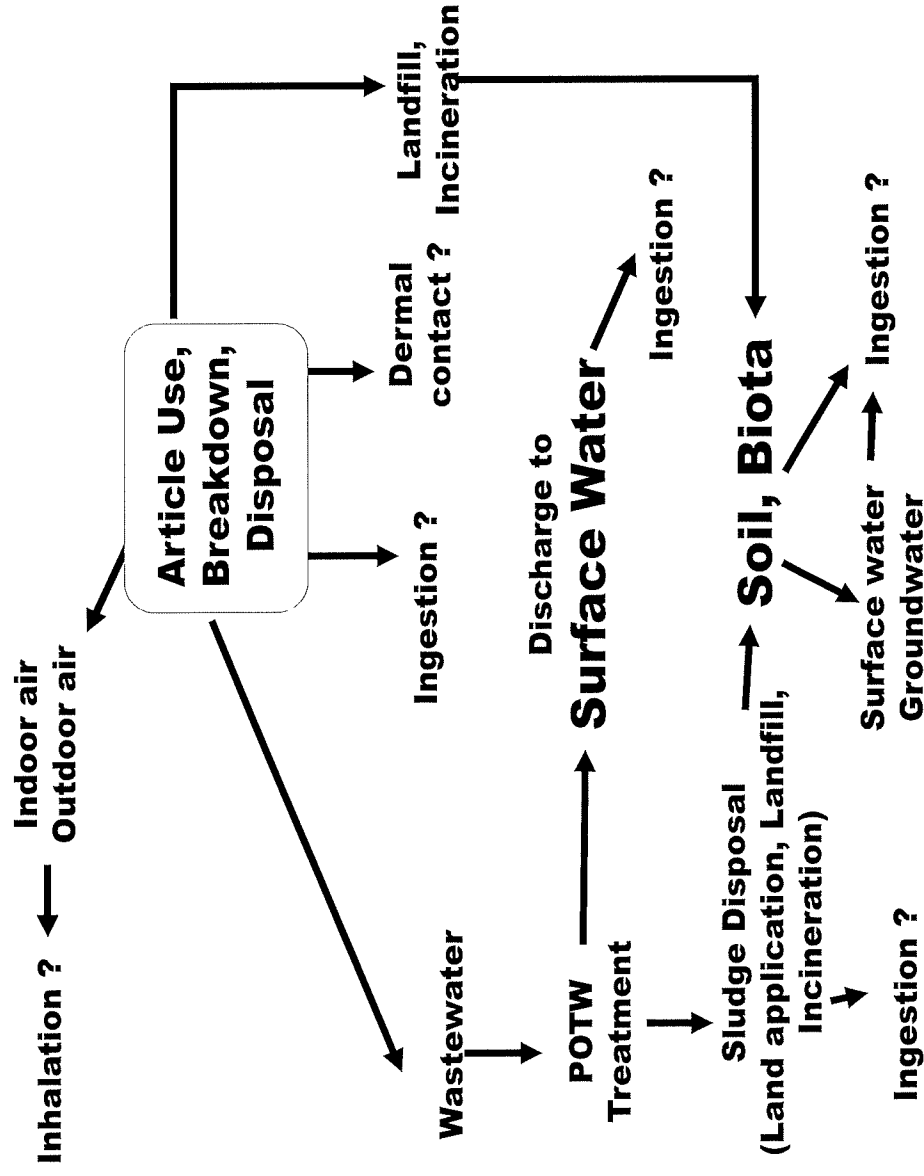 Inhalation ?
Indoor air
Outdoor air
Article Use,
Breakdown,
Disposal
Wastewater
Ingestion ?
Dermal
contact ?
Landfill,
Incineration
POTW
Treatment
Discharge to
Surface Water
Ingestion ?
Sludge Disposal
(Land application, Landfill,
Incineration)
Soil, Biota
Ingestion ?
Surface water
Groundwater
Ingestion ?